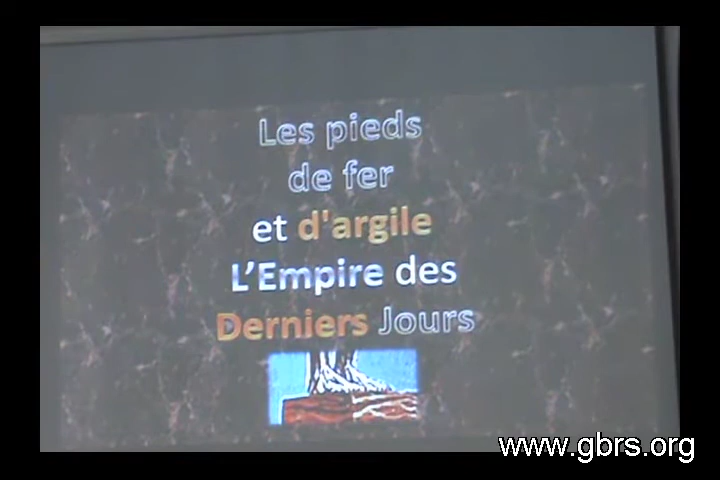 Les pieds
de fer
et d'argile
L’Empire des
Derniers Jours
www.gbrs.org